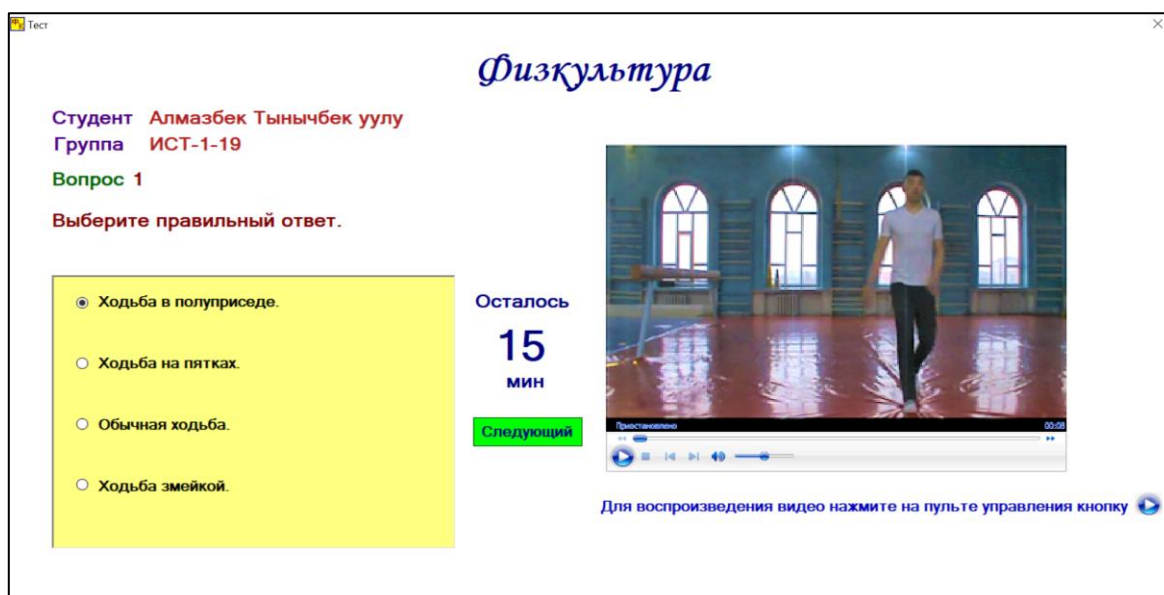 Тест
Физкультура
Студент Алмазбек Тынычбек уулу
Группа ИСТ-1-19
Вопрос 1
Выберите правильный ответ.
Ходьба в полуприседе.
Ходьба на пятках.
Обычная ходьба.
Ходьба змейкой.
Осталось
15
мин
Следующий
Приостановлено 00:08
Для воспроизведения видео нажмите на пульте управления кнопку